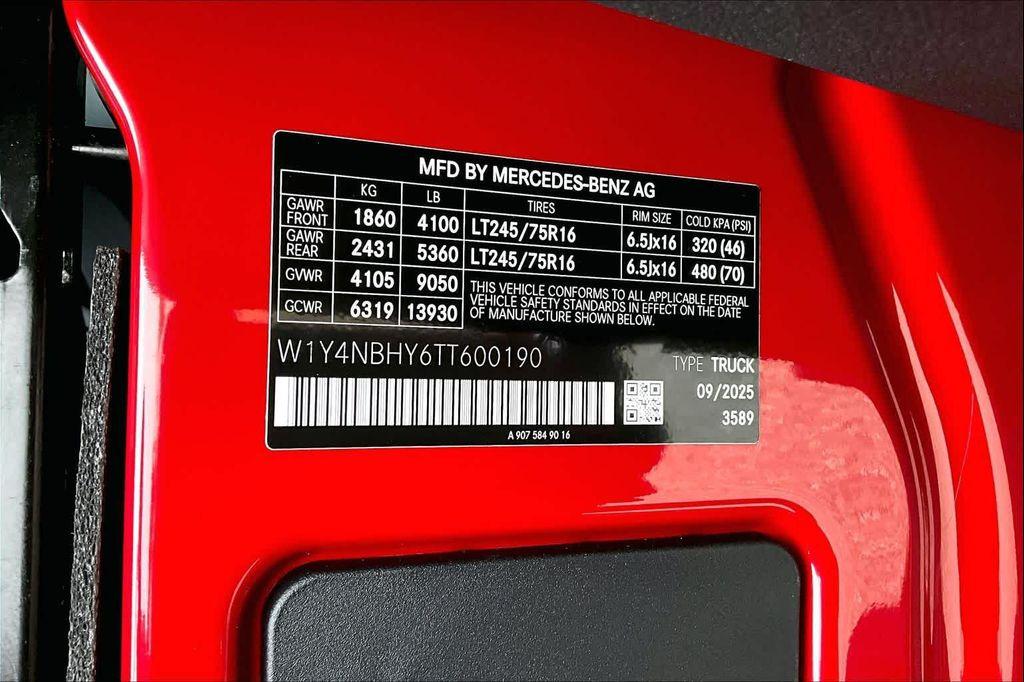 MFD BY MERCEDES-BENZ AG
KG LB TIRES RIM SIZE COLD KPA (PSI)
GAWR FRONT 1860 4100 LT245/75R16 6.5Jx16 320 (46)
GAWR REAR 2431 5360 LT245/75R16 6.5Jx16 480 (70)
GVWR 4105 9050
GCWR 6319 13930
THIS VEHICLE CONFORMS TO ALL APPLICABLE FEDERAL
VEHICLE SAFETY STANDARDS IN EFFECT ON THE DATE
OF MANUFACTURE SHOWN BELOW.
W1Y4NBHY6TT600190
TYPE TRUCK
09/2025
3589
A 907 584 90 16